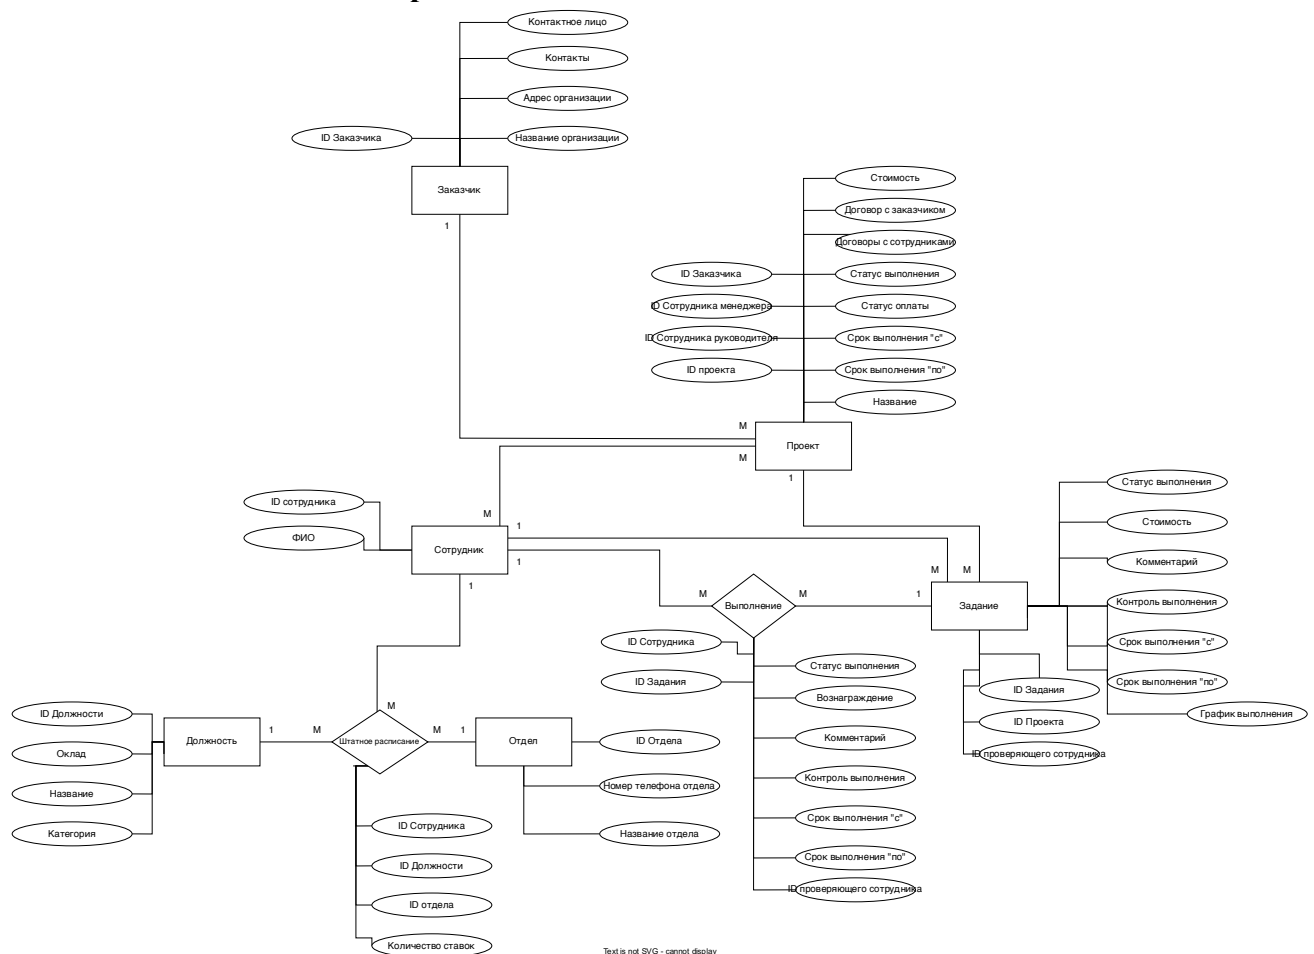 Контактное лицо
Контакты
Адрес организации
ID Заказчика
Название организации
Заказчик
1
Стоимость
Договор с заказчиком
Договоры с сотрудниками
ID Заказчика
Статус выполнения
ID Сотрудника менеджера
Статус оплаты
ID Сотрудника руководителя
Срок выполнения "с"
ID проекта
Срок выполнения "по"
Название
M
Проект
M
1
ID сотрудника
ФИО
M
1
Сотрудник
1
1
Статус выполнения
Стоимость
Комментарий
Контроль выполнения
Срок выполнения "с"
Срок выполнения "по"
График выполнения
M
M
Задание
1
M
Выполнение
M
ID Задания
ID Проекта
ID проверяющего сотрудника
ID Сотрудника
ID Задания
Статус выполнения
Вознаграждение
Комментарий
Контроль выполнения
Срок выполнения "с"
Срок выполнения "по"
ID проверяющего сотрудника
M
ID Должности
Оклад
Название
Категория
Должность
1
M
Штатное расписание
M
1
Отдел
ID Отдела
Номер телефона отдела
Название отдела
ID Сотрудника
ID Должности
ID отдела
Количество ставок
Text is not SVG - cannot display